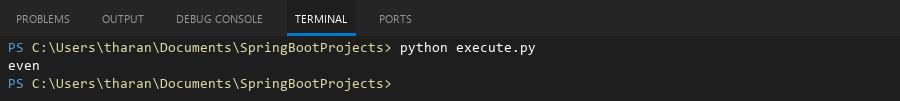 PROBLEMS OUTPUT DEBUG CONSOLE TERMINAL PORTS
PS C:\Users\tharan\Documents\SpringBootProjects> python execute.py
even
PS C:\Users\tharan\Documents\SpringBootProjects>